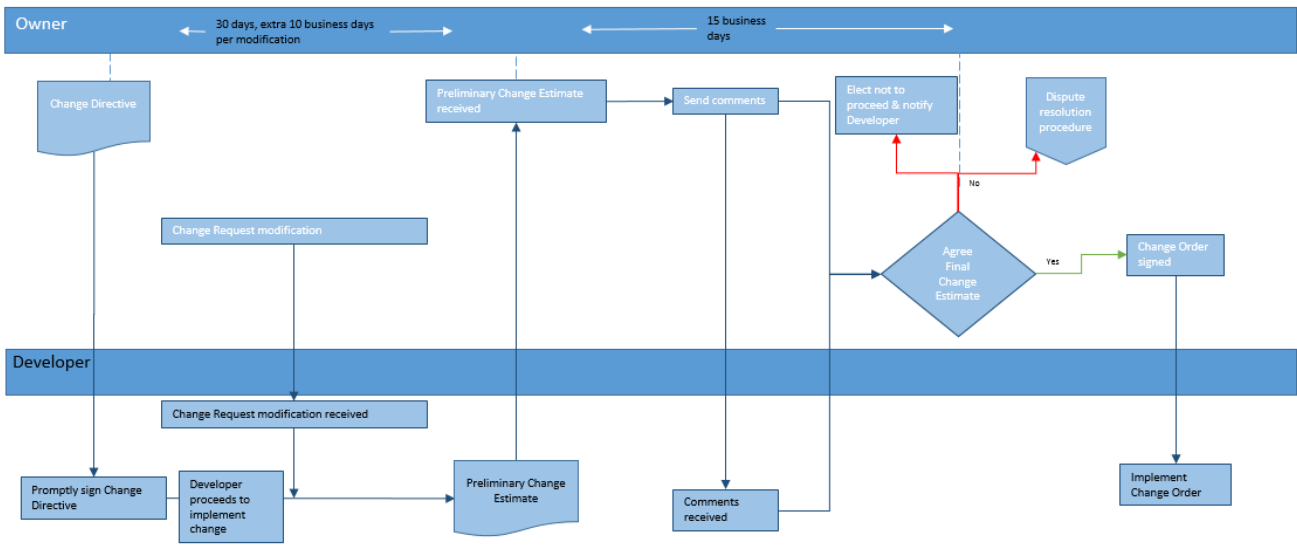 Owner
30 days, extra 10 business days
per modification
15 business
days
Change Directive
Preliminary Change Estimate
received
Send comments
Elect not to
proceed & notify
Developer
Dispute
resolution
procedure
No
Change Request modification
Agree
Final
Change
Estimate
Yes
Change Order
signed
Developer
Change Request modification received
Promptly sign Change
Directive
Developer
proceeds to
implement
change
Preliminary Change
Estimate
Comments
received
Implement
Change Order